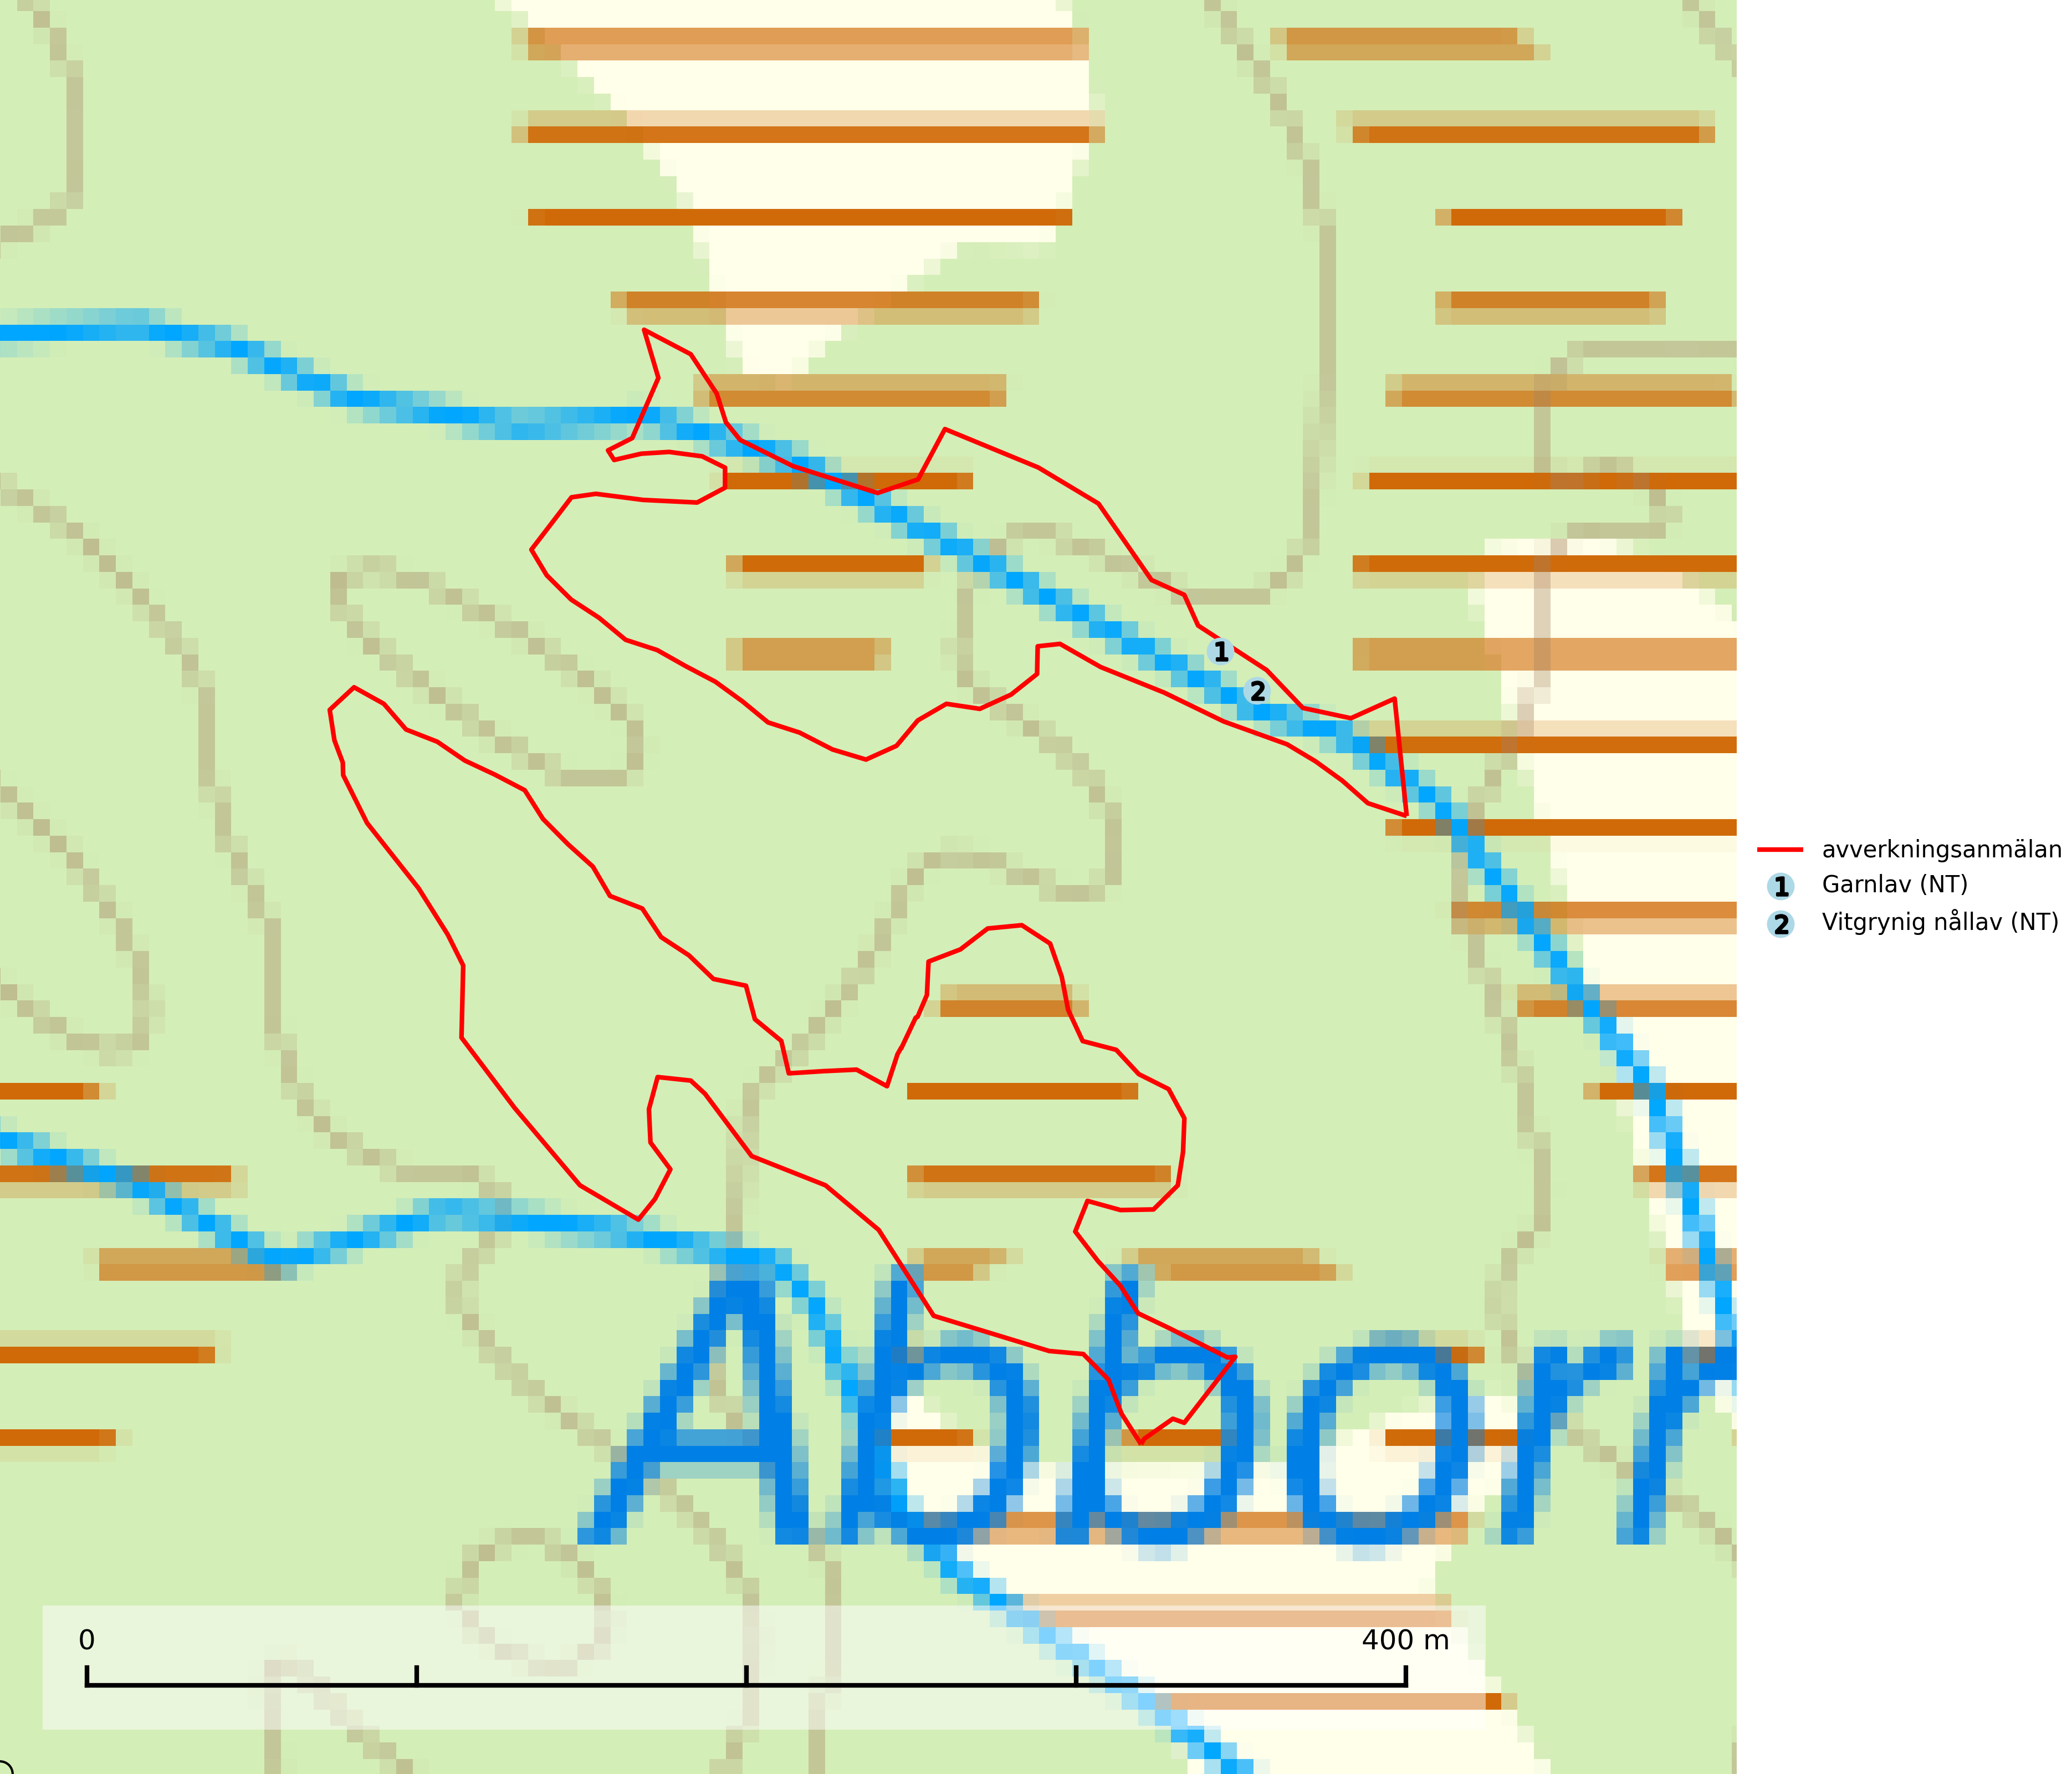 1
2
avverkningsanmälan
1 Garnlav (NT)
2 Vitgrynig nållav (NT)
Abborr
0 400 m